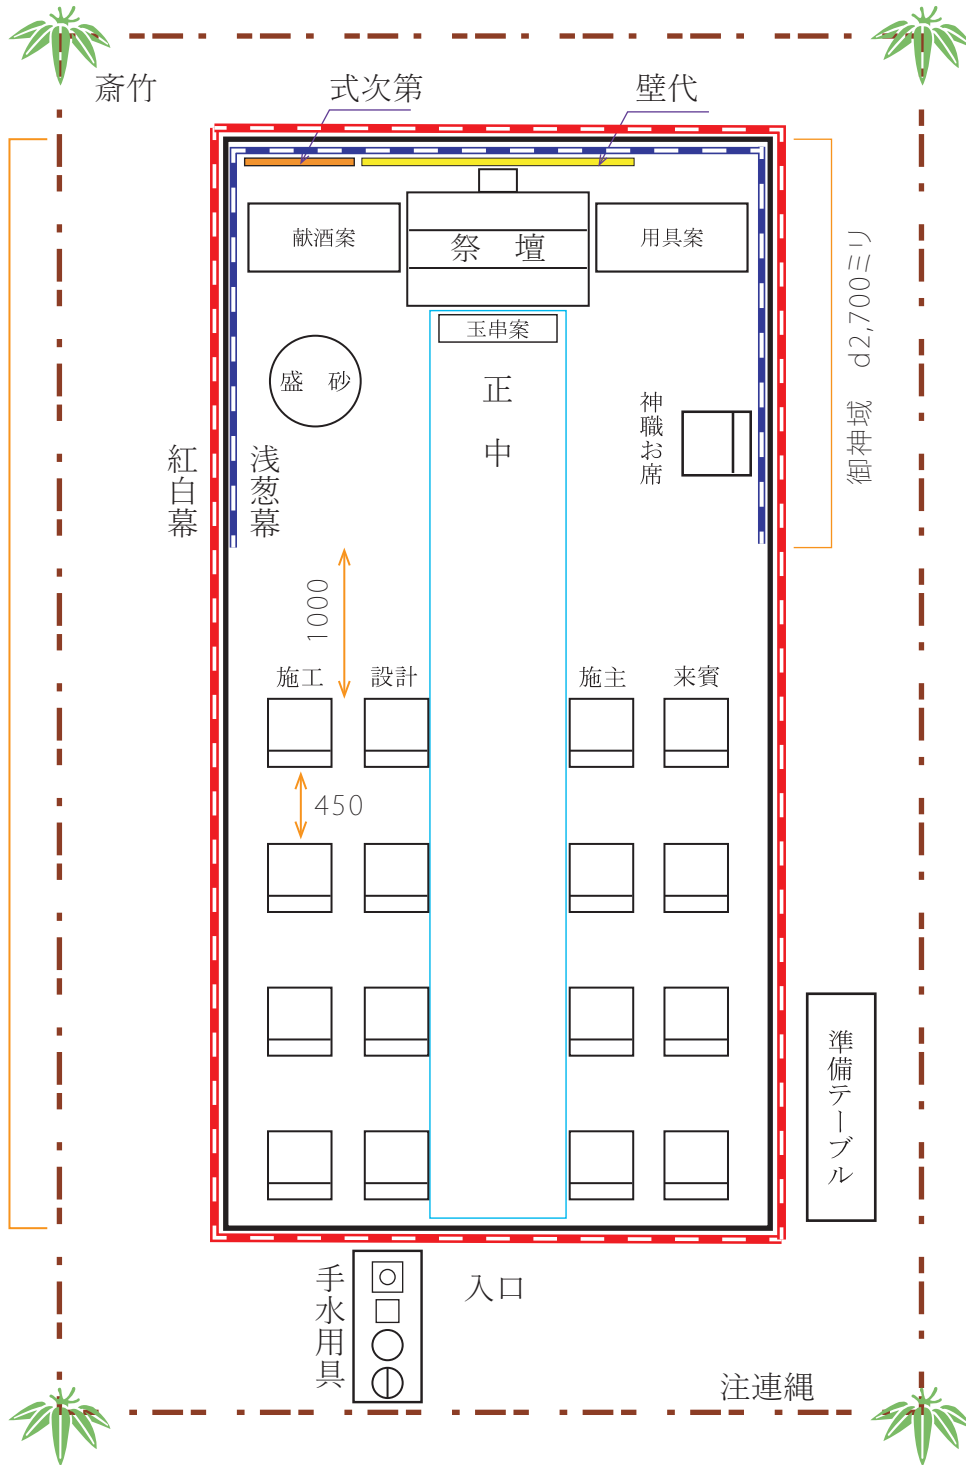 斎竹
式次第
壁代
献酒案
祭 壇
用具案
玉串案
盛 砂
正
中
神職お席
御神域 d2,700ミリ
紅白幕
浅葱幕
1000
施工
設計
施主
来賓
450
準備テーブル
手水用具
入口
注連縄